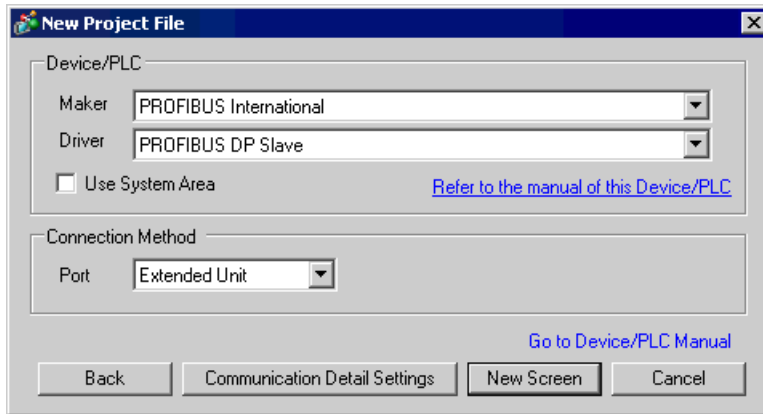 New Project File
Device/PLC
Maker PROFIBUS International
Driver PROFIBUS DP Slave
Use System Area Refer to the manual of this Device/PLC
Connection Method
Port Extended Unit
Go to Device/PLC Manual
Back Communication Detail Settings New Screen Cancel